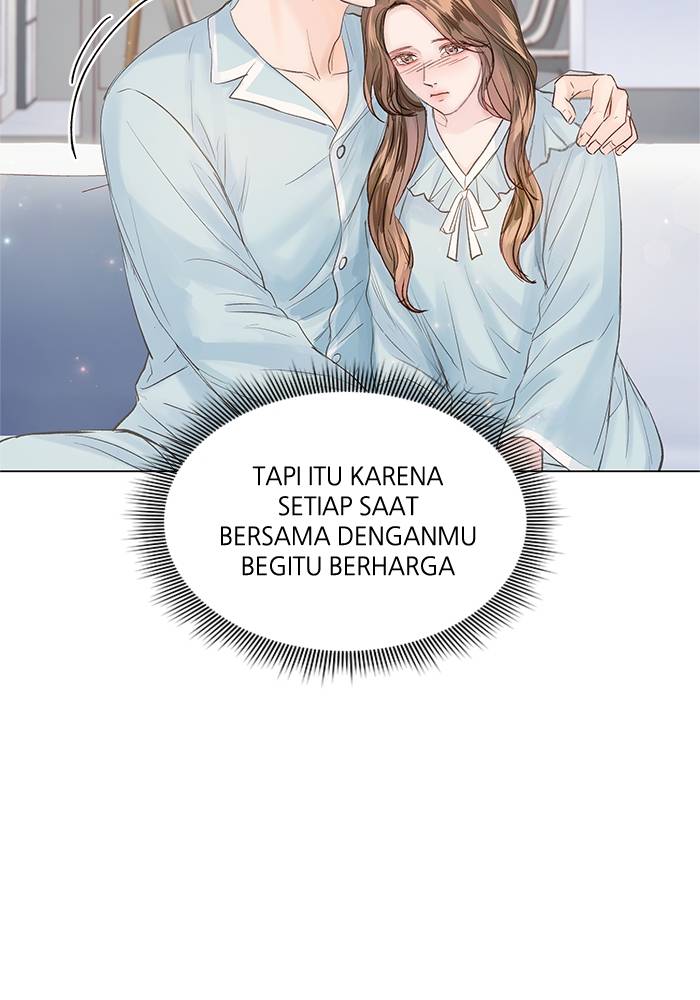 TAPI ITU KARENA
SETIAP SAAT
BERSAMA DENGANMU
BEGITU BERHARGA